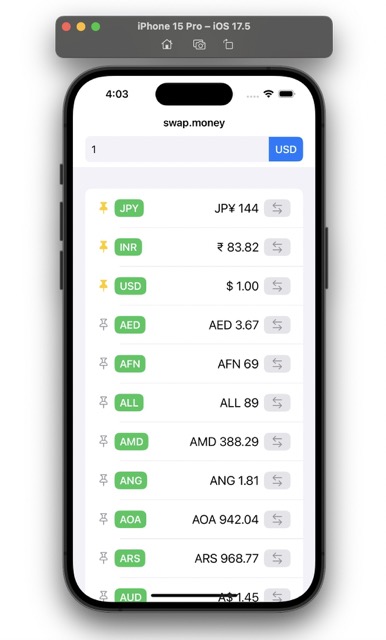 iPhone 15 Pro – iOS 17.5
4:03
swap.money
1 USD
JPY JP¥ 144
INR ₹ 83.82
USD $ 1.00
AED AED 3.67
AFN AFN 69
ALL ALL 89
AMD AMD 388.29
ANG ANG 1.81
AOA AOA 942.04
ARS ARS 968.77
AUD A$ 1.45